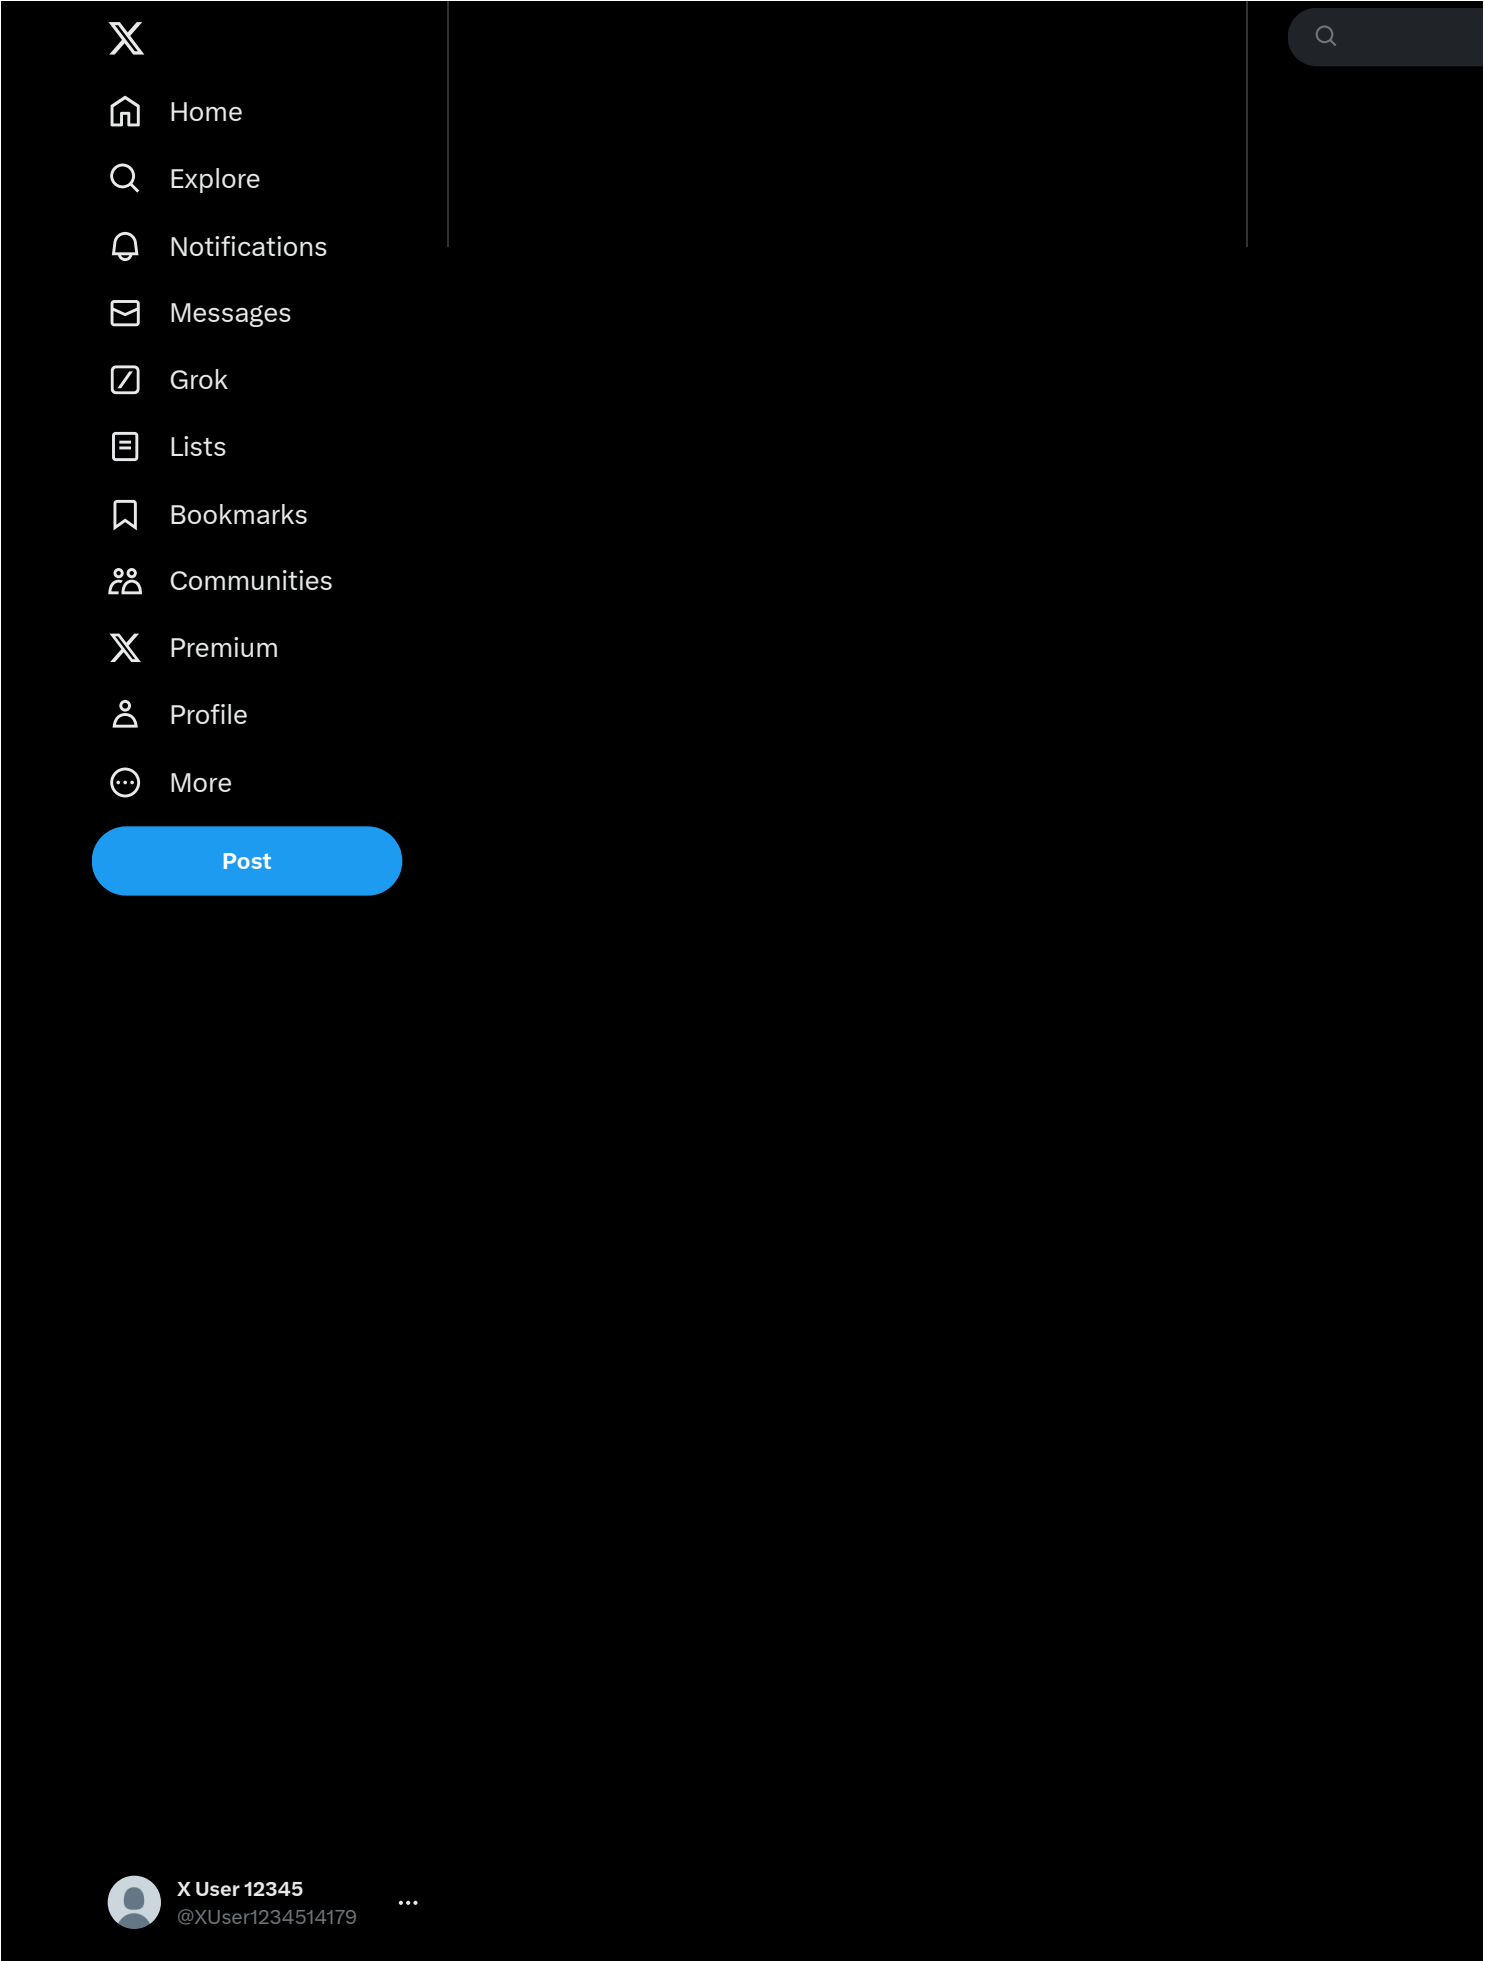 Home
Explore
Notifications
Messages
Grok
Lists
Bookmarks
Communities
Premium
Profile
More
Post
X User 12345
@XUser1234514179